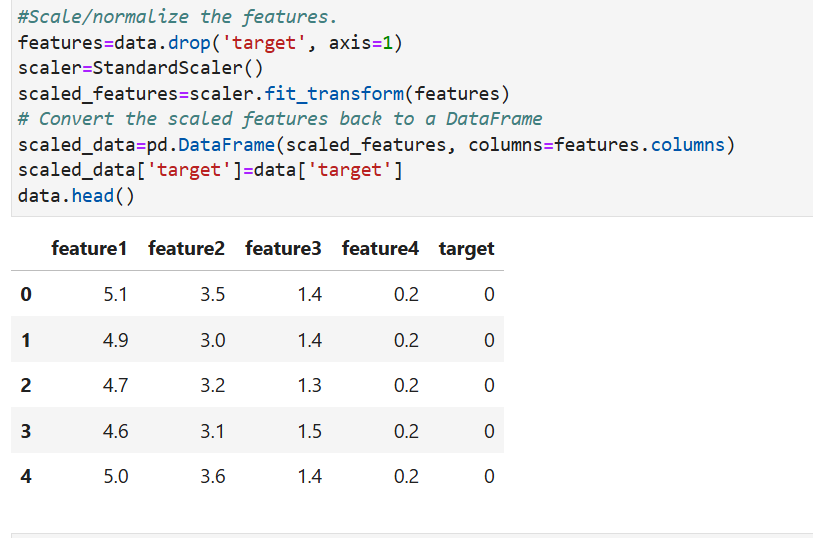 #Scale/normalize the features.
features=data.drop('target', axis=1)
scaler=StandardScaler()
scaled_features=scaler.fit_transform(features)
# Convert the scaled features back to a DataFrame
scaled_data=pd.DataFrame(scaled_features, columns=features.columns)
scaled_data['target']=data['target']
data.head()
feature1 feature2 feature3 feature4 target
0 5.1 3.5 1.4 0.2 0
1 4.9 3.0 1.4 0.2 0
2 4.7 3.2 1.3 0.2 0
3 4.6 3.1 1.5 0.2 0
4 5.0 3.6 1.4 0.2 0